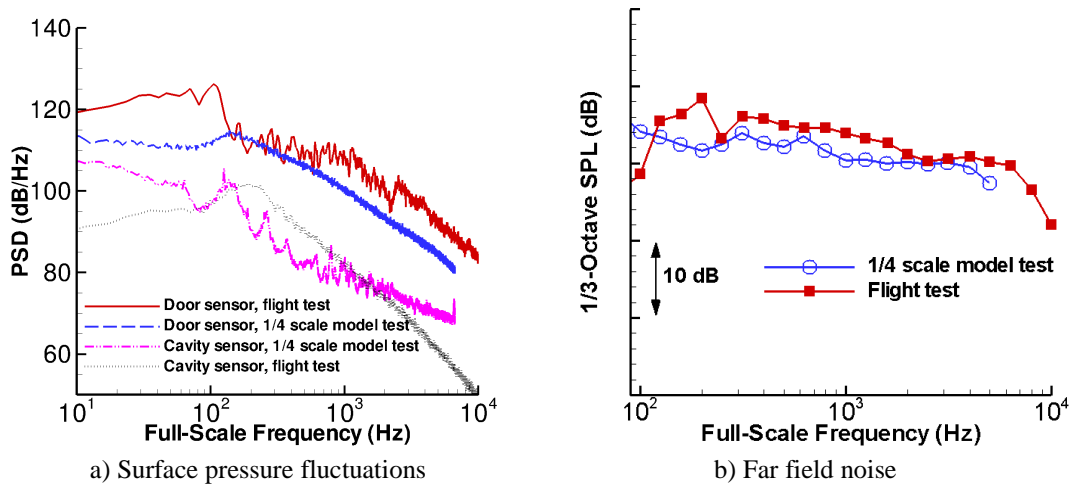 140
120
100
80
60
PSD (dB/Hz)
Door sensor, flight test
Door sensor, 1/4 scale model test
Cavity sensor, 1/4 scale model test
Cavity sensor, flight test
10^1 10^2 10^3 10^4
Full-Scale Frequency (Hz)
a) Surface pressure fluctuations
1/3-Octave SPL (dB)
10 dB
1/4 scale model test
Flight test
10^2 10^3 10^4
Full-Scale Frequency (Hz)
b) Far field noise